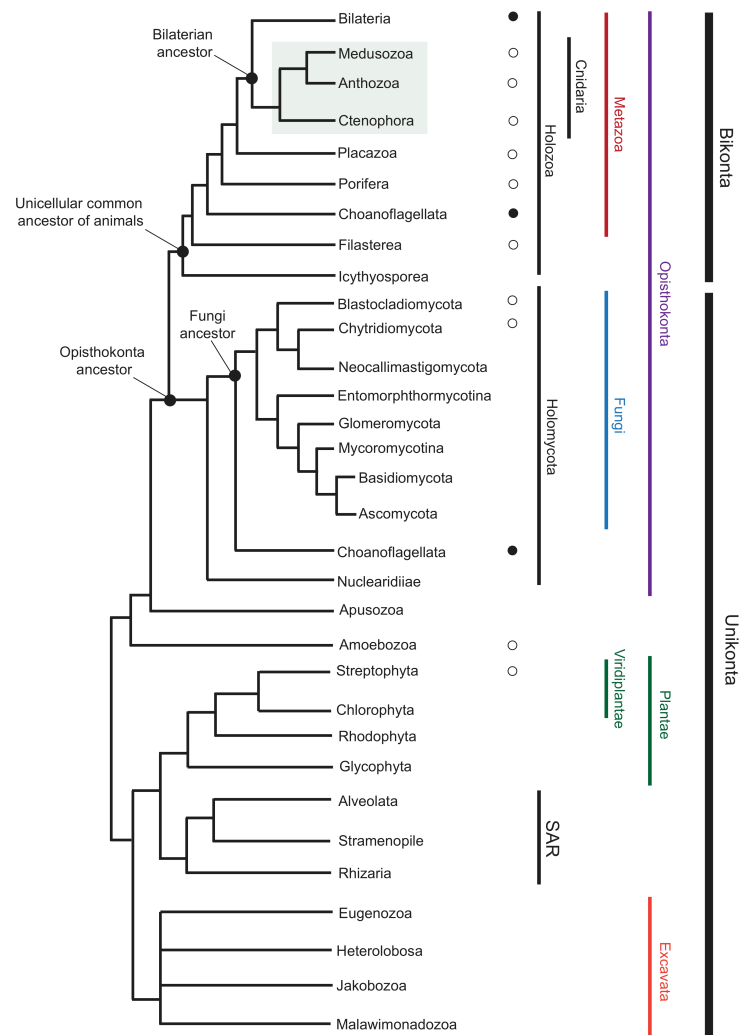 Bilateria
Bilaterian
ancestor
Medusozoa
Anthozoa
Ctenophora
Placazoa
Porifera
Unicellular common
ancestor of animals
Choanoflagellata
Filasterea
Icythyosporea
Blastocladiomycota
Fungi
ancestor
Chytridiomycota
Opisthokonta
ancestor
Neocallimastigomycota
Entomorphthormycotina
Glomeromycota
Mycoromycotina
Basidiomycota
Ascomycota
Choanoflagellata
Nuclearidiiae
Apusozoa
Amoebozoa
Streptophyta
Chlorophyta
Rhodophyta
Glycophyta
Alveolata
Stramenopile
Rhizaria
Eugenozoa
Heterolobosa
Jakobozoa
Malawimonadozoa
Holozoa
Cnidaria
Metazoa
Opisthokonta
Bikonta
Holomycota
Fungi
Unikonta
Viridiplantae
Plantae
SAR
Excavata